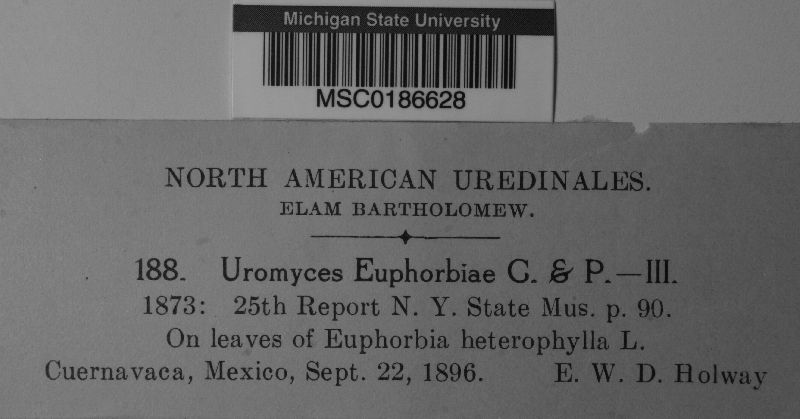 Michigan State University
MSC0186628
NORTH AMERICAN UREDINALES.
ELAM BARTHOLOMEW.
188. Uromyces Euphorbiae C. & P.—III.
1873: 25th Report N. Y. State Mus. p. 90.
On leaves of Euphorbia heterophylla L.
Cuernavaca, Mexico, Sept. 22, 1896. E. W. D. Holway